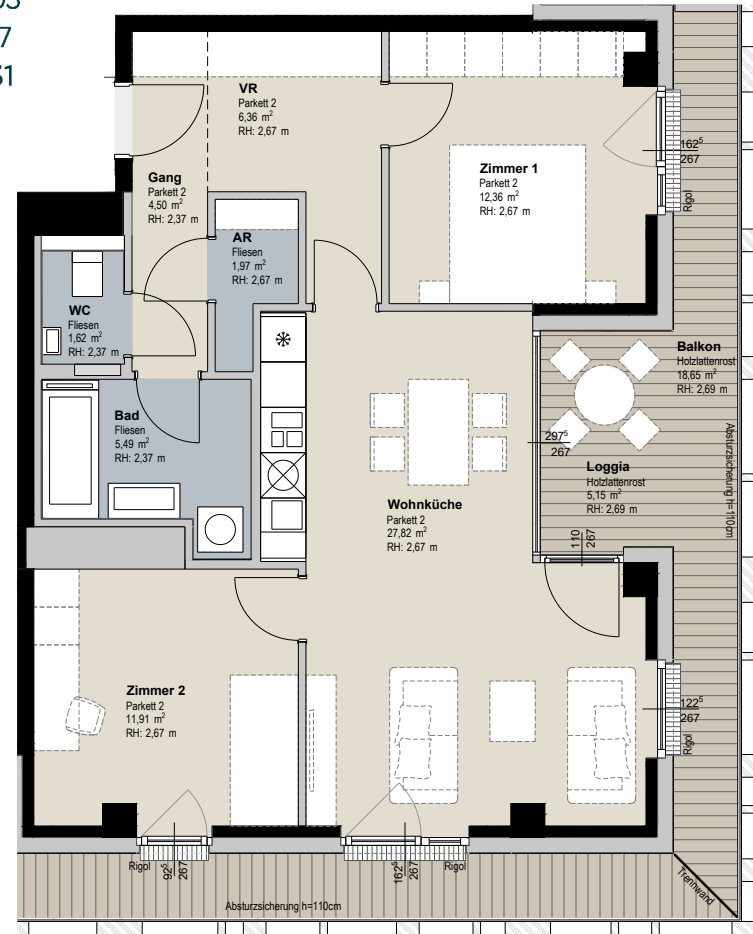 7
VR
Parkett 2
6,36 m²
RH: 2,67 m
Gang
Parkett 2
4,50 m²
RH: 2,37 m
Zimmer 1
Parkett 2
12,36 m²
RH: 2,67 m
162⁵
267
Rigol
AR
Fliesen
1,97 m²
RH: 2,67 m
WC
Fliesen
1,62 m²
RH: 2,37 m
Balkon
Holzlattenrost
18,65 m²
RH: 2,69 m
Absturzsicherung h=110cm
Bad
Fliesen
5,49 m²
RH: 2,37 m
297⁵
267
Loggia
Holzlattenrost
5,15 m²
RH: 2,69 m
Wohnküche
Parkett 2
27,82 m²
RH: 2,67 m
110
267
Zimmer 2
Parkett 2
11,91 m²
RH: 2,67 m
122⁵
267
Rigol
Rigol
92⁵
267
162⁵
267
Rigol
Trennwand
Absturzsicherung h=110cm